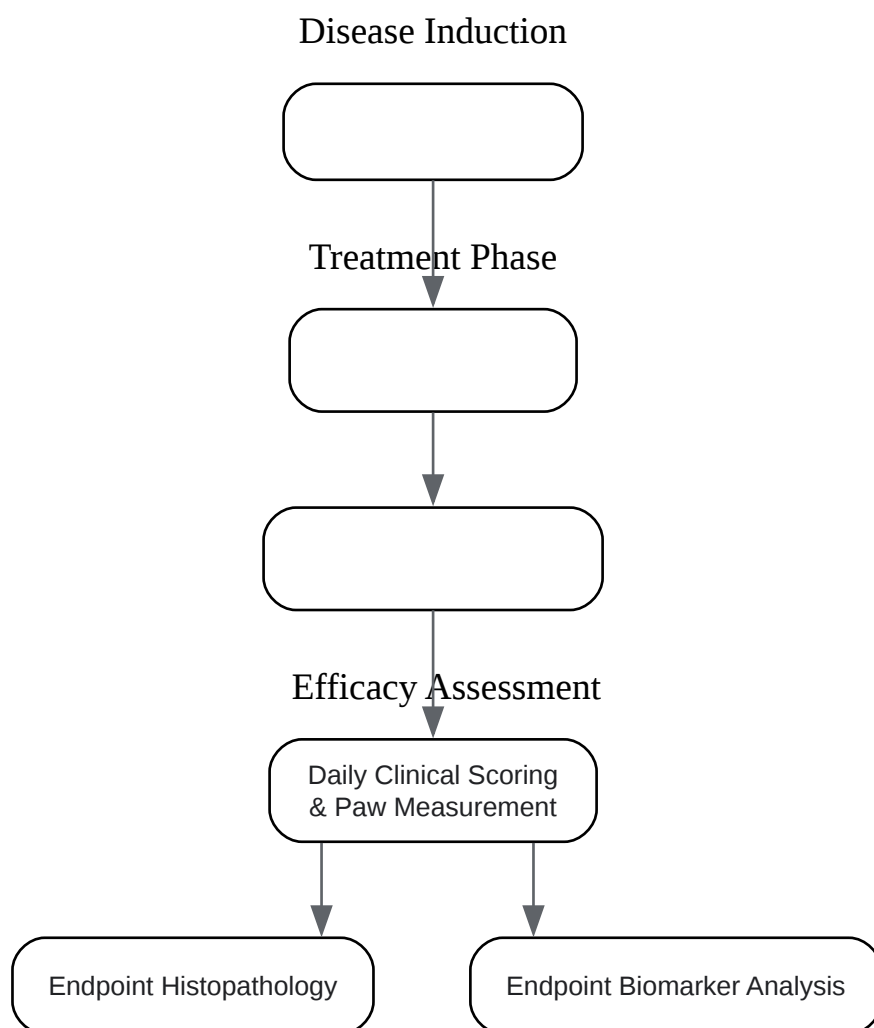 Disease Induction
Treatment Phase
Efficacy Assessment
Daily Clinical Scoring
& Paw Measurement
Endpoint Histopathology
Endpoint Biomarker Analysis